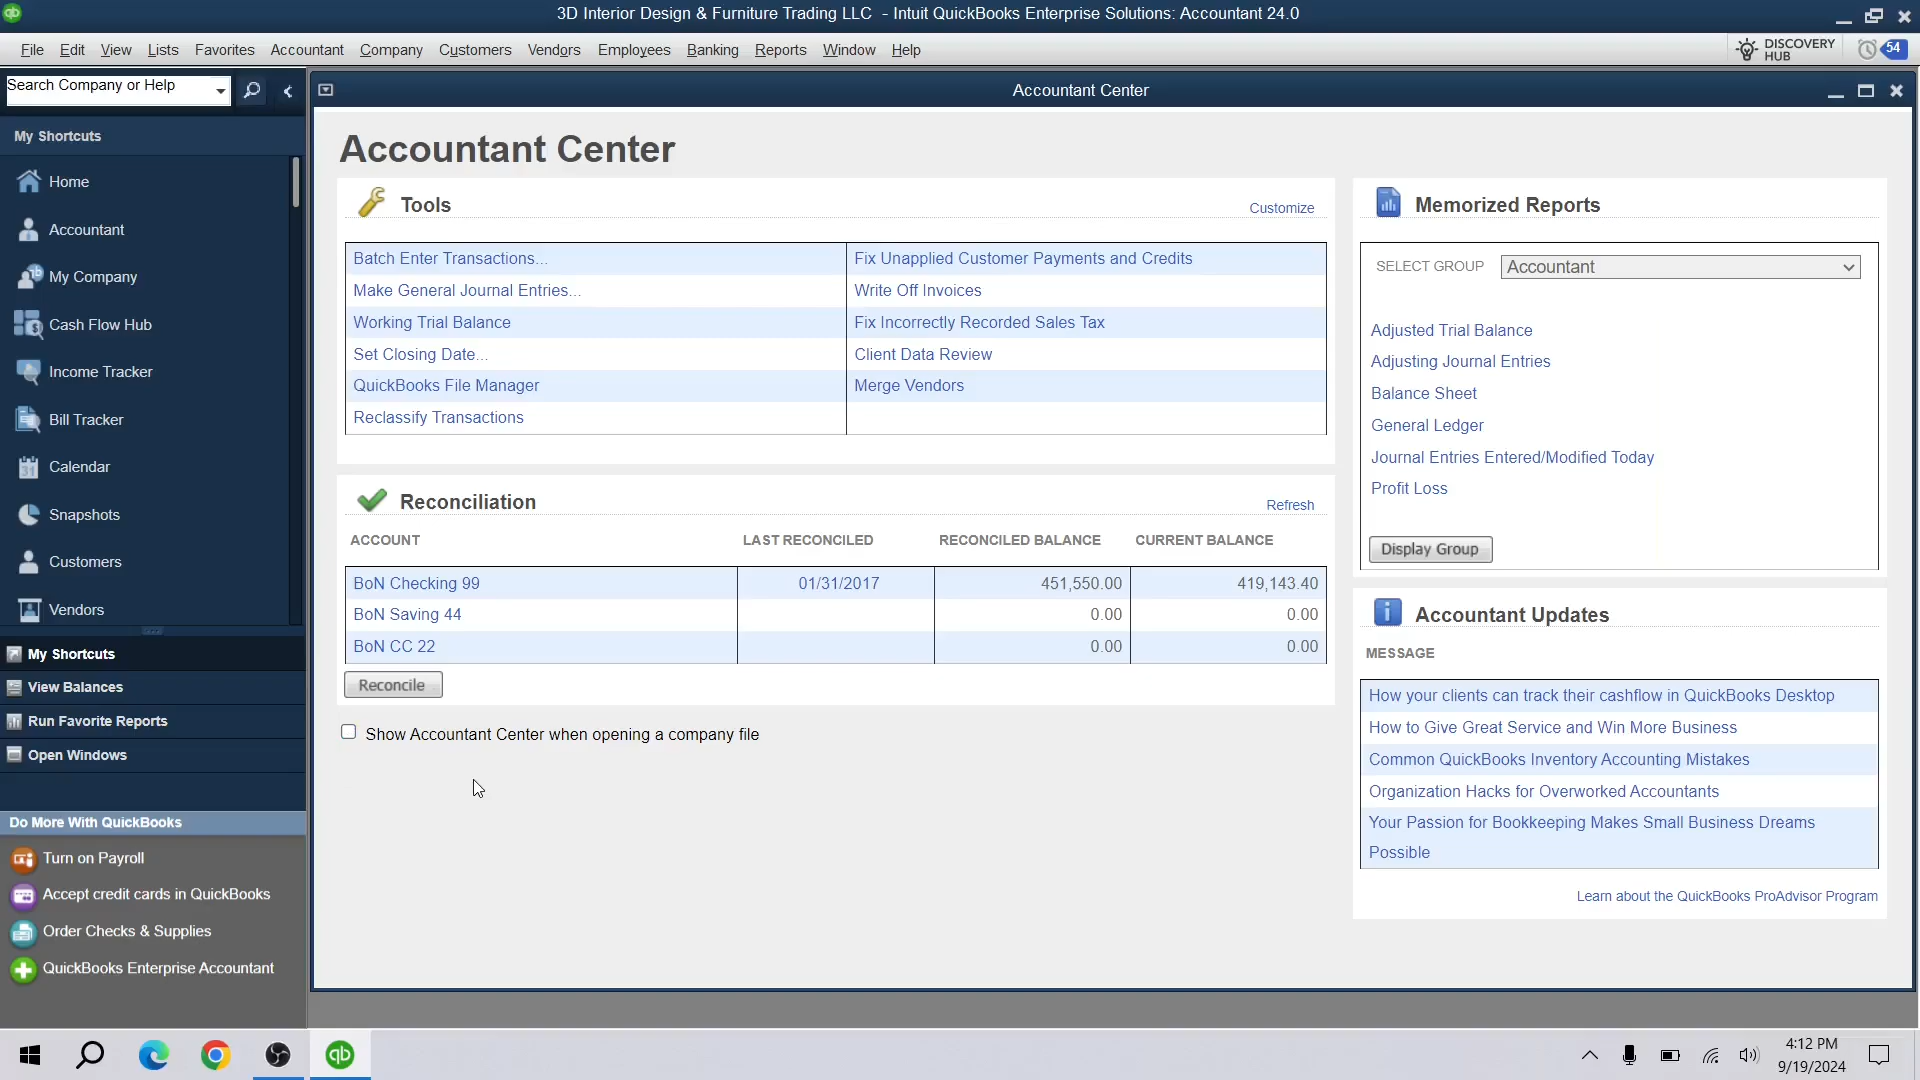 3D Interior Design & Furniture Trading LLC - Intuit QuickBooks Enterprise Solutions: Accountant 24.0
File Edit View Lists Favorites Accountant Company Customers Vendors Employees Banking Reports Window Help
DISCOVERY
HUB
54
Search Company or Help
Accountant Center
My Shortcuts
Home
Accountant
My Company
Cash Flow Hub
Income Tracker
Bill Tracker
Calendar
Snapshots
Customers
Vendors
My Shortcuts
View Balances
Run Favorite Reports
Open Windows
Do More With QuickBooks
Turn on Payroll
Accept credit cards in QuickBooks
Order Checks & Supplies
QuickBooks Enterprise Accountant
Accountant Center
Tools
Customize
Batch Enter Transactions...
Fix Unapplied Customer Payments and Credits
Make General Journal Entries...
Write Off Invoices
Working Trial Balance
Fix Incorrectly Recorded Sales Tax
Set Closing Date...
Client Data Review
QuickBooks File Manager
Merge Vendors
Reclassify Transactions
Reconciliation
Refresh
ACCOUNT LAST RECONCILED RECONCILED BALANCE CURRENT BALANCE
BoN Checking 99 01/31/2017 451,550.00 419,143.40
BoN Saving 44 0.00 0.00
BoN CC 22 0.00 0.00
Reconcile
Show Accountant Center when opening a company file
Memorized Reports
SELECT GROUP Accountant
Adjusted Trial Balance
Adjusting Journal Entries
Balance Sheet
General Ledger
Journal Entries Entered/Modified Today
Profit Loss
Display Group
Accountant Updates
MESSAGE
How your clients can track their cashflow in QuickBooks Desktop
How to Give Great Service and Win More Business
Common QuickBooks Inventory Accounting Mistakes
Organization Hacks for Overworked Accountants
Your Passion for Bookkeeping Makes Small Business Dreams
Possible
Learn about the QuickBooks ProAdvisor Program
qb
4:12 PM
9/19/2024